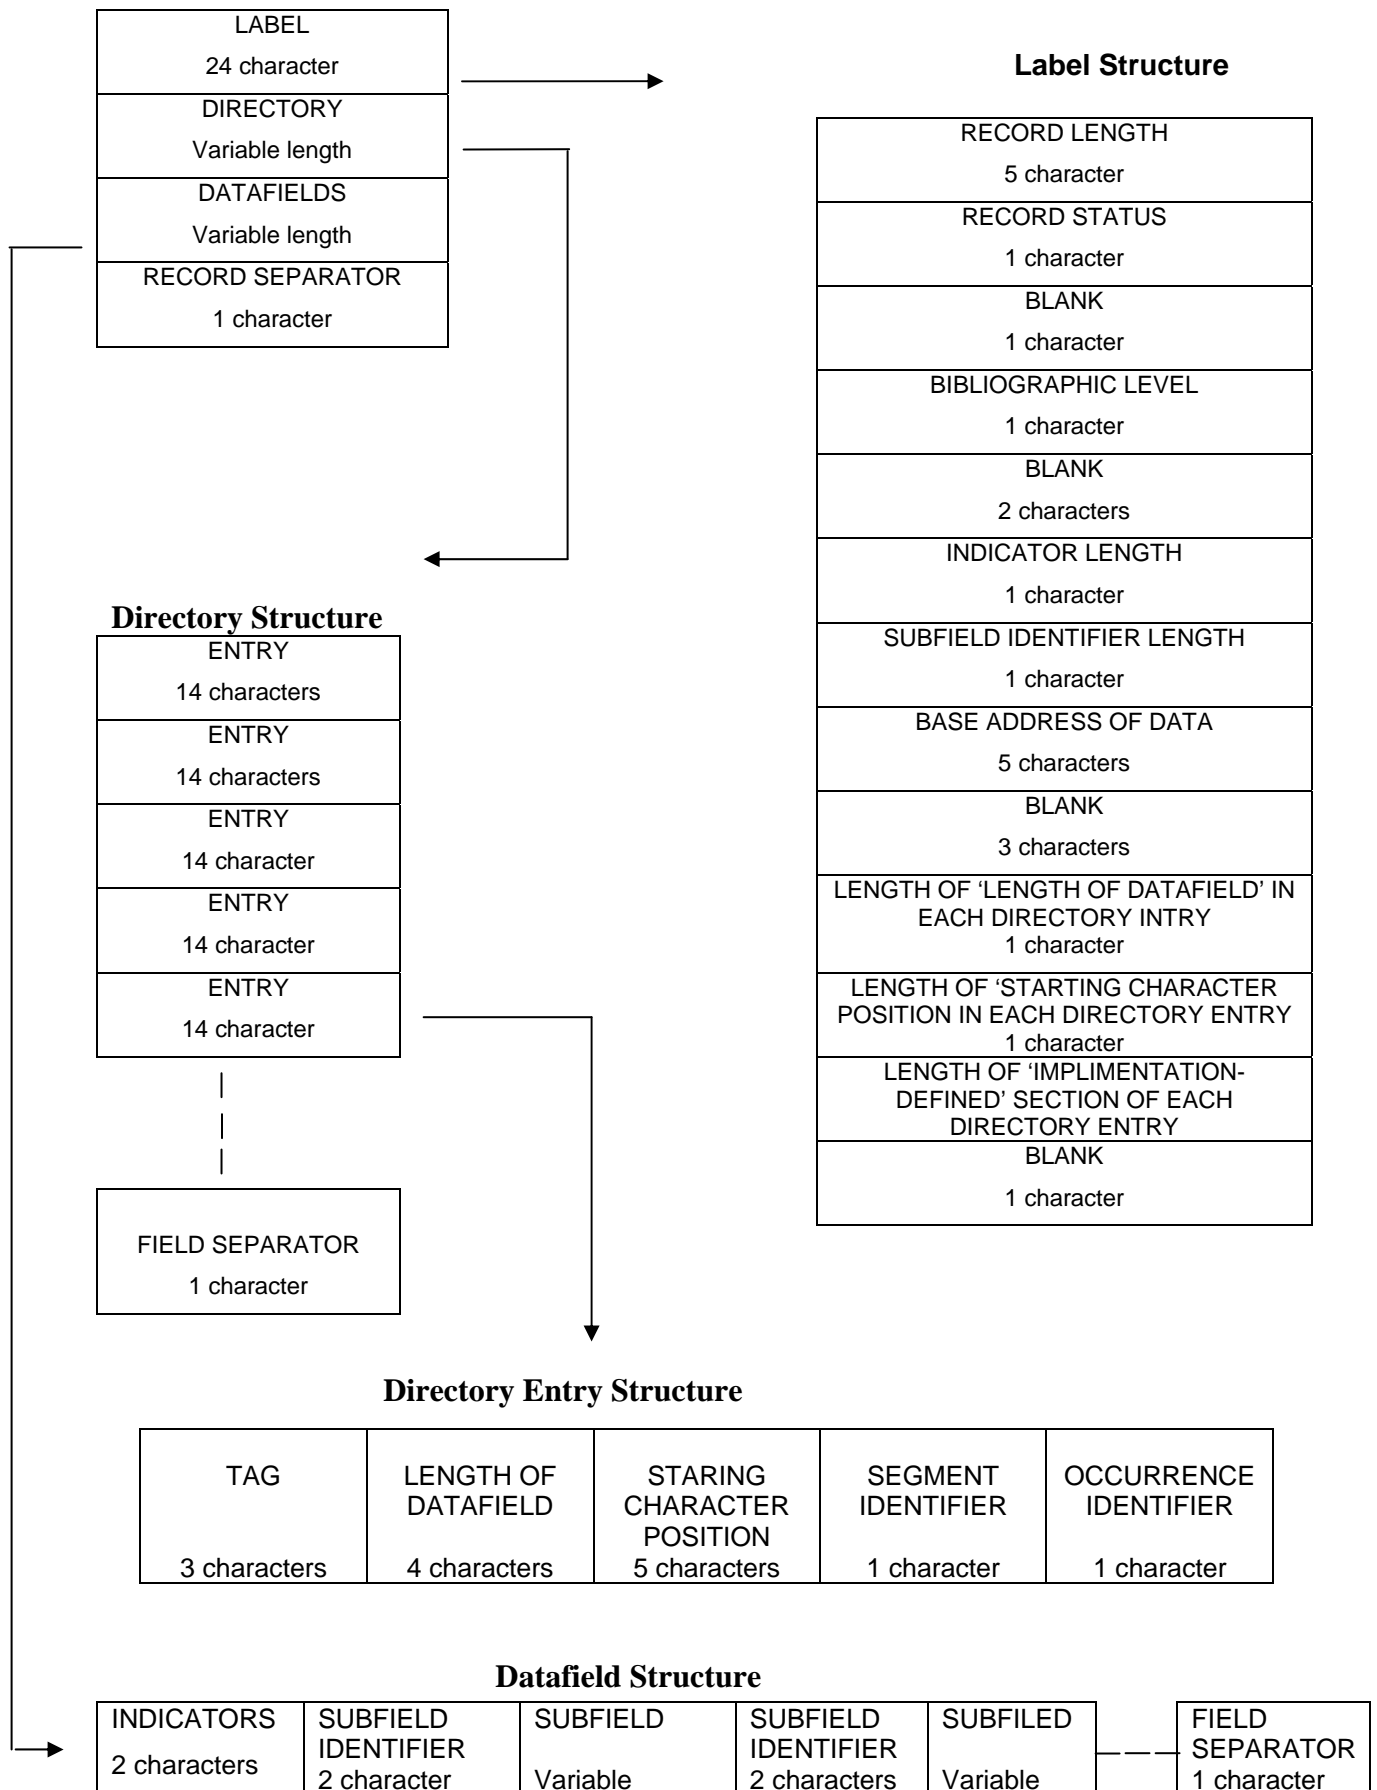 LABEL
24 character
DIRECTORY
Variable length
DATAFIELDS
Variable length
RECORD SEPARATOR
1 character
Label Structure
RECORD LENGTH
5 character
RECORD STATUS
1 character
BLANK
1 character
BIBLIOGRAPHIC LEVEL
1 character
BLANK
2 characters
INDICATOR LENGTH
1 character
SUBFIELD IDENTIFIER LENGTH
1 character
BASE ADDRESS OF DATA
5 characters
BLANK
3 characters
LENGTH OF ‘LENGTH OF DATAFIELD’ IN
EACH DIRECTORY INTRY
1 character
LENGTH OF ‘STARTING CHARACTER
POSITION IN EACH DIRECTORY ENTRY
1 character
LENGTH OF ‘IMPLIMENTATION-
DEFINED’ SECTION OF EACH
DIRECTORY ENTRY
BLANK
1 character
Directory Structure
ENTRY
14 characters
ENTRY
14 characters
ENTRY
14 character
ENTRY
14 character
ENTRY
14 character
FIELD SEPARATOR
1 character
Directory Entry Structure
TAG
3 characters
LENGTH OF
DATAFIELD
4 characters
STARING
CHARACTER
POSITION
5 characters
SEGMENT
IDENTIFIER
1 character
OCCURRENCE
IDENTIFIER
1 character
Datafield Structure
INDICATORS
2 characters
SUBFIELD
IDENTIFIER
2 character
SUBFIELD
Variable
SUBFIELD
IDENTIFIER
2 characters
SUBFILED
Variable
FIELD
SEPARATOR
1 character